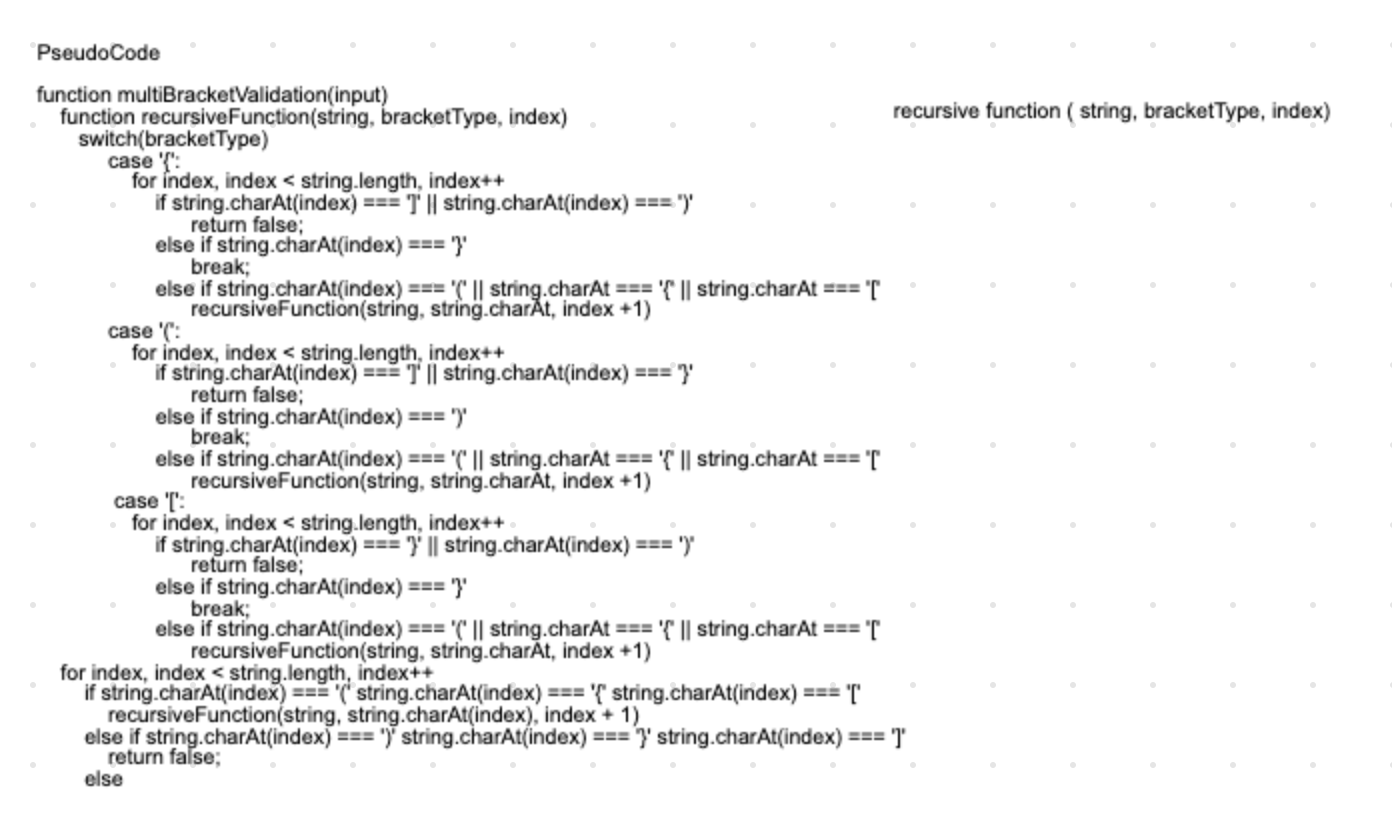 PseudoCode
function multiBracketValidation(input)
function recursiveFunction(string, bracketType, index)
recursive function ( string, bracketType, index)
switch(bracketType)
case '{':
for index, index < string.length, index++
if string.charAt(index) === ']' || string.charAt(index) === ')'
return false;
else if string.charAt(index) === '}'
break;
else if string.charAt(index) === '(' || string.charAt === '{' || string.charAt === '['
recursiveFunction(string, string.charAt, index +1)
case '(':
for index, index < string.length, index++
if string.charAt(index) === ']' || string.charAt(index) === '}'
return false;
else if string.charAt(index) === ')'
break;
else if string.charAt(index) === '(' || string.charAt === '{' || string.charAt === '['
recursiveFunction(string, string.charAt, index +1)
case '[':
for index, index < string.length, index++
if string.charAt(index) === '}' || string.charAt(index) === ')'
return false;
else if string.charAt(index) === '}'
break;
else if string.charAt(index) === '(' || string.charAt === '{' || string.charAt === '['
recursiveFunction(string, string.charAt, index +1)
for index, index < string.length, index++
if string.charAt(index) === '(' string.charAt(index) === '{' string.charAt(index) === '['
recursiveFunction(string, string.charAt(index), index + 1)
else if string.charAt(index) === ')' string.charAt(index) === '}' string.charAt(index) === ']'
return false;
else